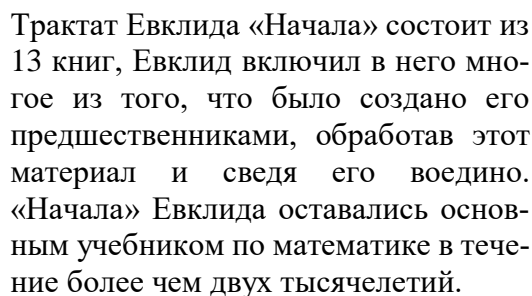 Трактат Евклида «Начала» состоит из
13 книг, Евклид включил в него мно-
гое из того, что было создано его
предшественниками, обработав этот
материал и сведя его воедино.
«Начала» Евклида оставались основ-
ным учебником по математике в тече-
ние более чем двух тысячелетий.